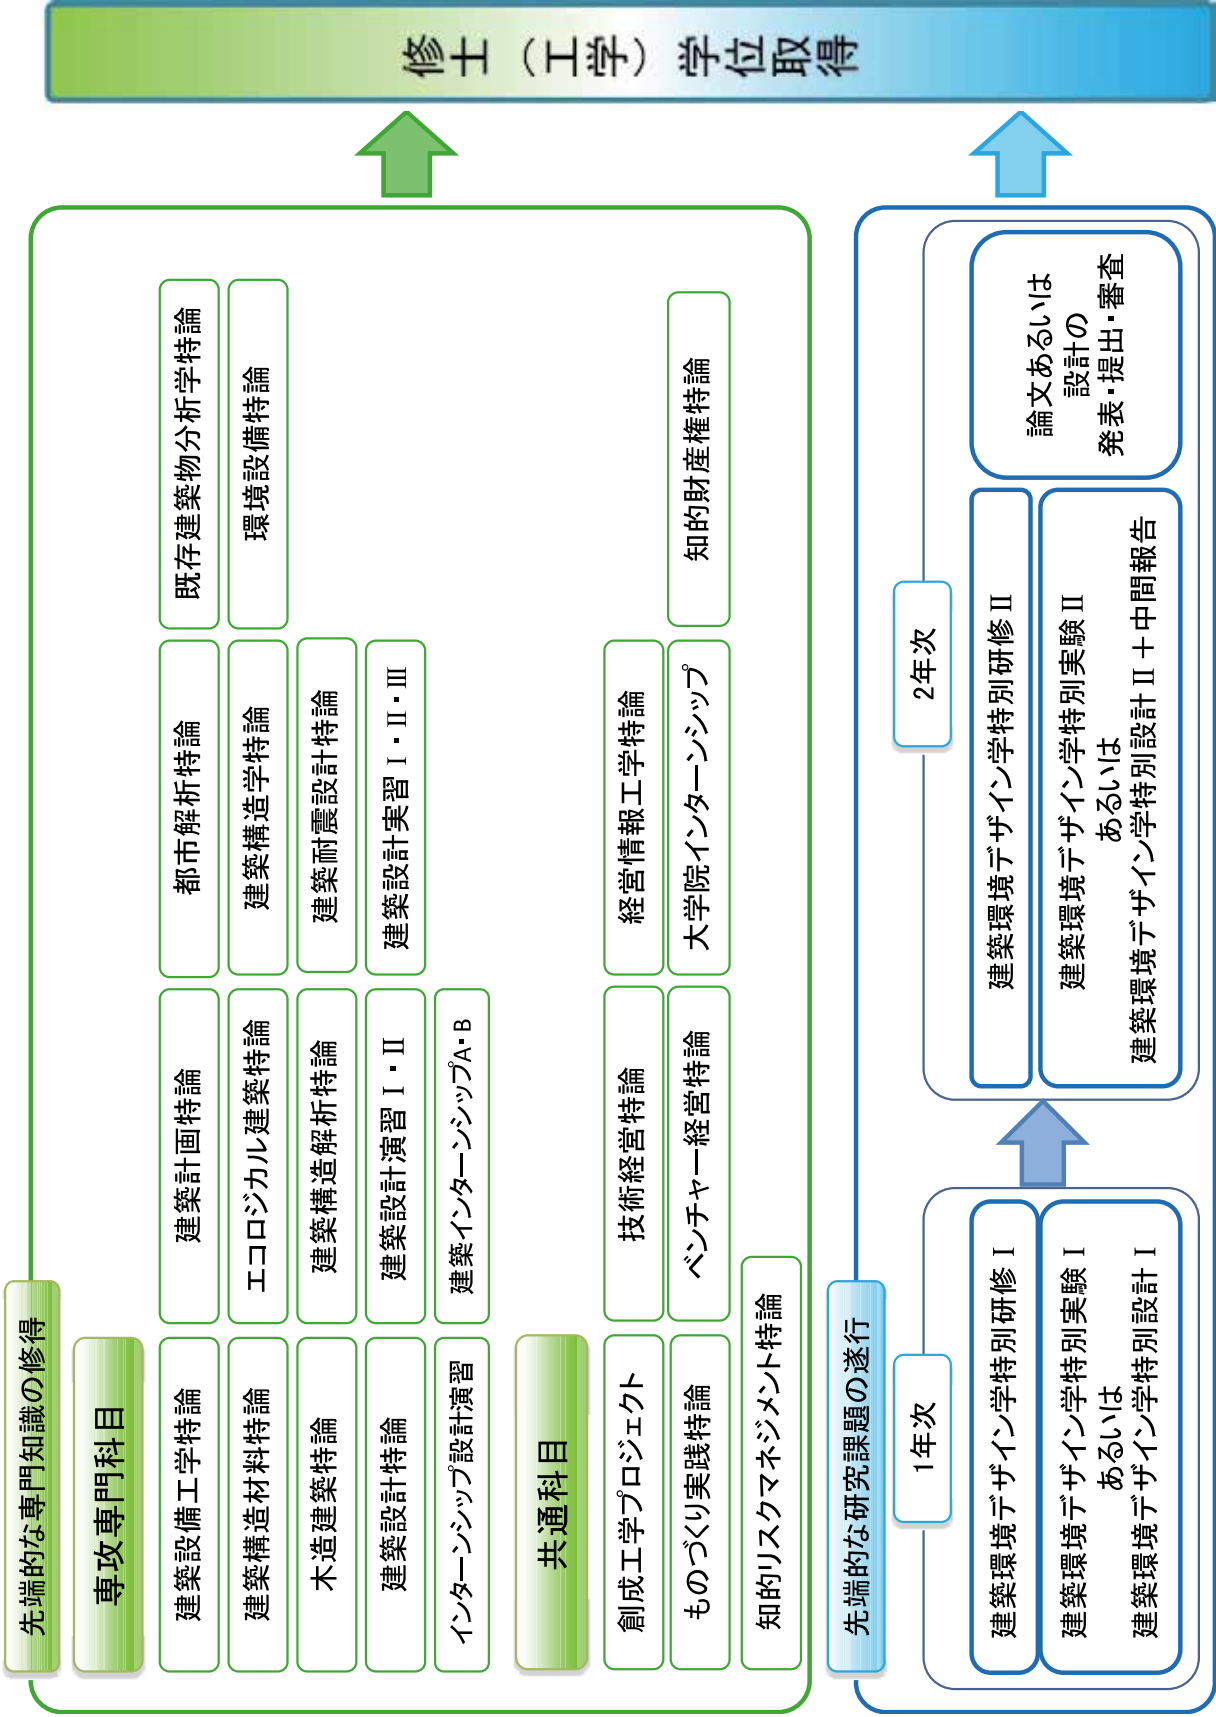 先端的な専門知識の修得
専攻専門科目
建築設備工学特論
建築計画特論
都市解析特論
既存建築物分析学特論
建築構造材料特論
エコロジカル建築特論
建築構造学特論
環境設備特論
木造建築特論
建築構造解析特論
建築耐震設計特論
建築設計特論
建築設計演習Ⅰ・Ⅱ
建築設計実習Ⅰ・Ⅱ・Ⅲ
インターンシップ設計演習
建築インターンシップA・B
共通科目
創成工学プロジェクト
技術経営特論
経営情報工学特論
ものづくり実践特論
ベンチャー経営特論
大学院インターンシップ
知的財産権特論
知的リスクマネジメント特論
先端的な研究課題の遂行
1年次
建築環境デザイン学特別研修Ⅰ
建築環境デザイン学特別実験Ⅰ
あるいは
建築環境デザイン学特別設計Ⅰ
2年次
建築環境デザイン学特別研修Ⅱ
建築環境デザイン学特別実験Ⅱ
あるいは
建築環境デザイン学特別設計Ⅱ＋中間報告
論文あるいは
設計の
発表・提出・審査
修士（工学）学位取得